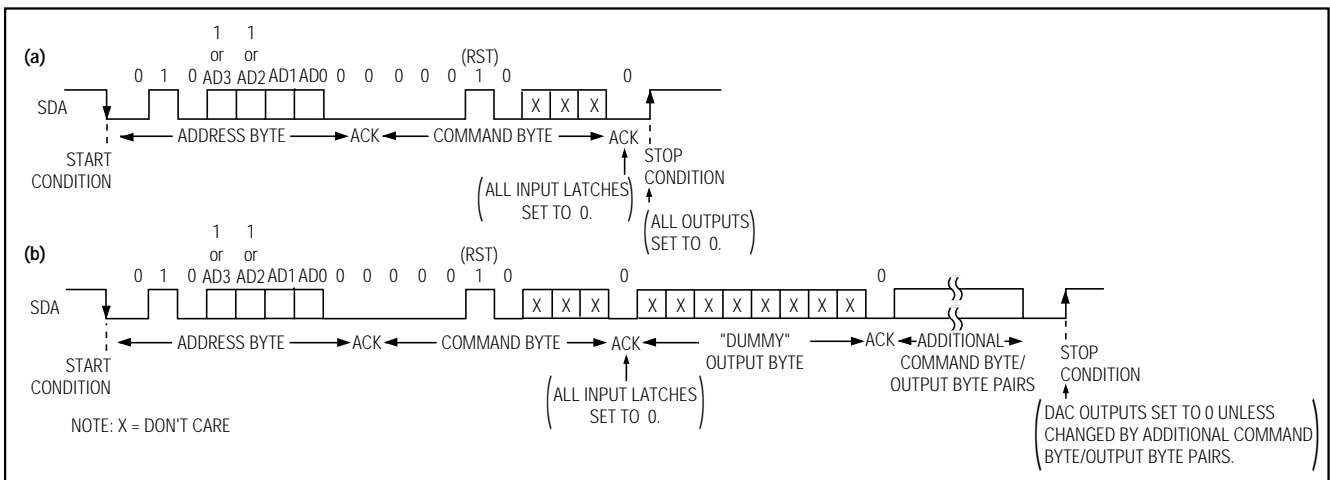 (a)
1 1
or or
(RST)
0 1 0 AD3 AD2 AD1 AD0 0 0 0 0 0 1 0 0
SDA
X X X
ADDRESS BYTE ACK COMMAND BYTE ACK
START
CONDITION
STOP
CONDITION
(ALL INPUT LATCHES
SET TO 0.)
(ALL OUTPUTS
SET TO 0.)
(b)
1 1
or or
(RST)
0 1 0 AD3 AD2 AD1 AD0 0 0 0 0 0 1 0 0 0
SDA
X X X X X X X X X X X
ADDRESS BYTE ACK COMMAND BYTE ACK "DUMMY"
OUTPUT BYTE
ACK ADDITIONAL
COMMAND BYTE/
OUTPUT BYTE PAIRS
START
CONDITION
STOP
CONDITION
(ALL INPUT LATCHES
SET TO 0.)
(DAC OUTPUTS SET TO 0 UNLESS
CHANGED BY ADDITIONAL COMMAND
BYTE/OUTPUT BYTE PAIRS.)
NOTE: X = DON'T CARE